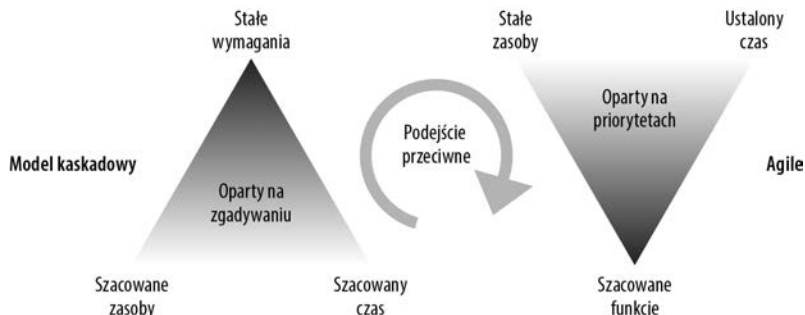 Stałe
wymagania
Stałe
zasoby
Ustalony
czas
Model kaskadowy
Oparty na
zgadywaniu
Podejście
przeciwne
Oparty na
priorytetach
Agile
Szacowane
zasoby
Szacowany
czas
Szacowane
funkcje